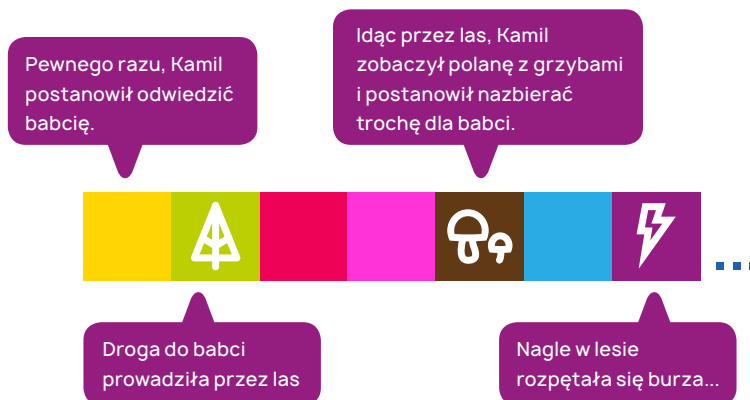 Pewnego razu, Kamil
postanowił odwiedzić
babcię.
Droga do babci
prowadziła przez las
Idąc przez las, Kamil
zobaczył polanę z grzybami
i postanowił nazbierać
trochę dla babci.
Nagle w lesie
rozpętała się burza...